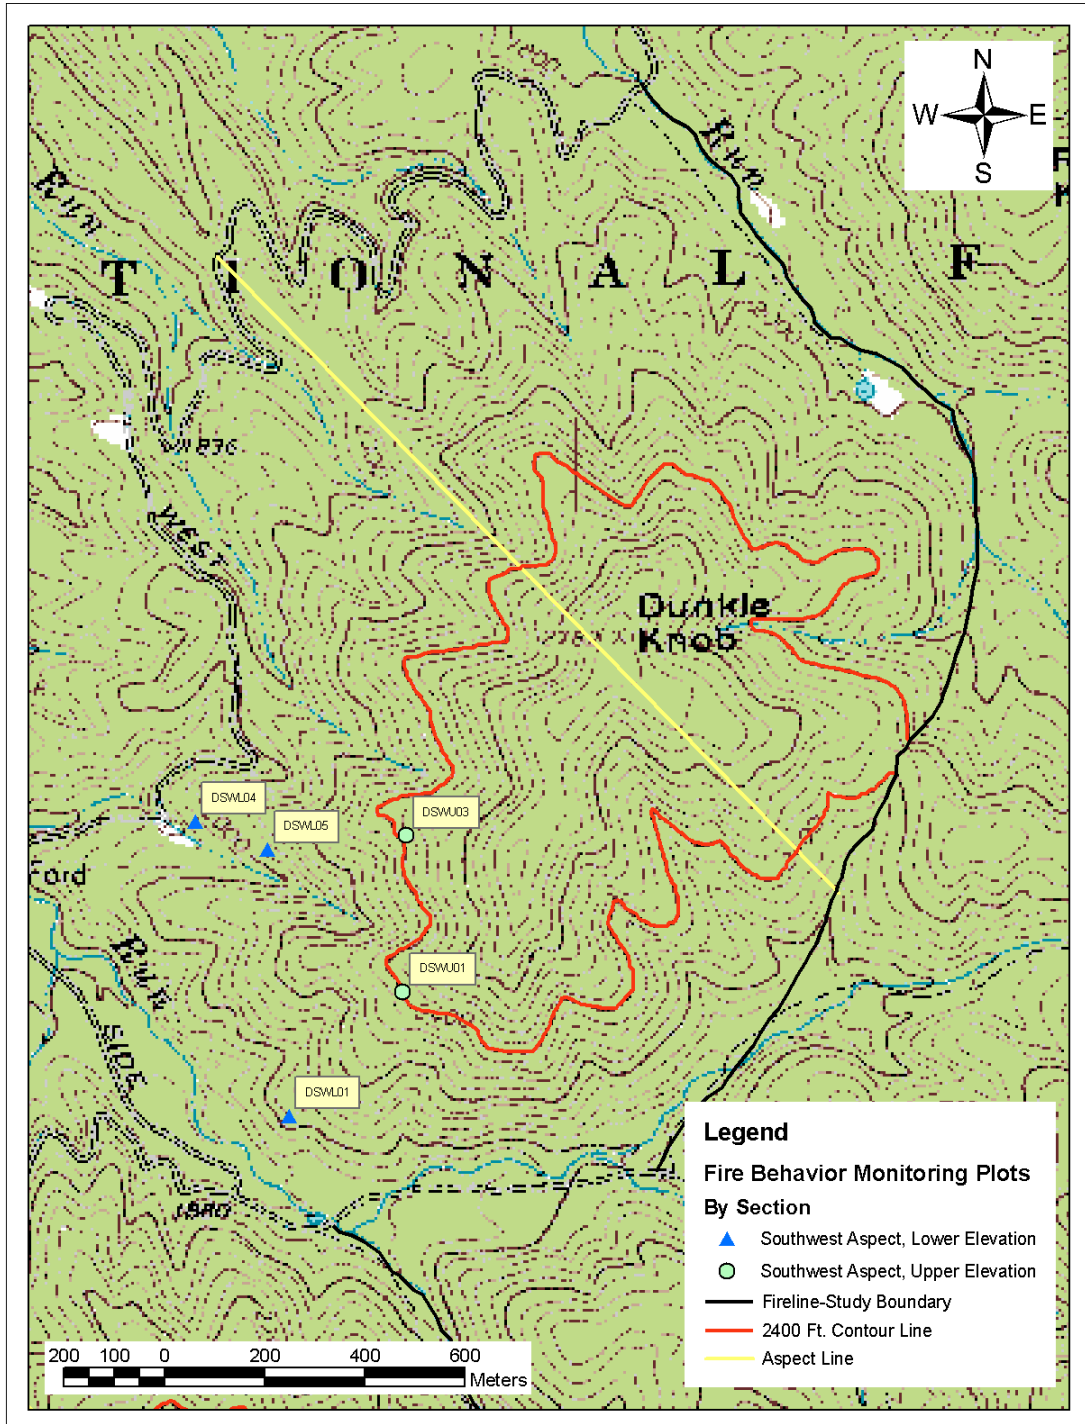 N
W E
S
Run
Run
T I O N A L F
876
WEST
Dunkle
Knob
DSWL04
DSWL05
DSWU03
ford
DSWU01
Run
SIDE
DSWL01
1980
Legend
Fire Behavior Monitoring Plots
By Section
Southwest Aspect, Lower Elevation
Southwest Aspect, Upper Elevation
Fireline-Study Boundary
2400 Ft. Contour Line
Aspect Line
200 100 0 200 400 600
Meters